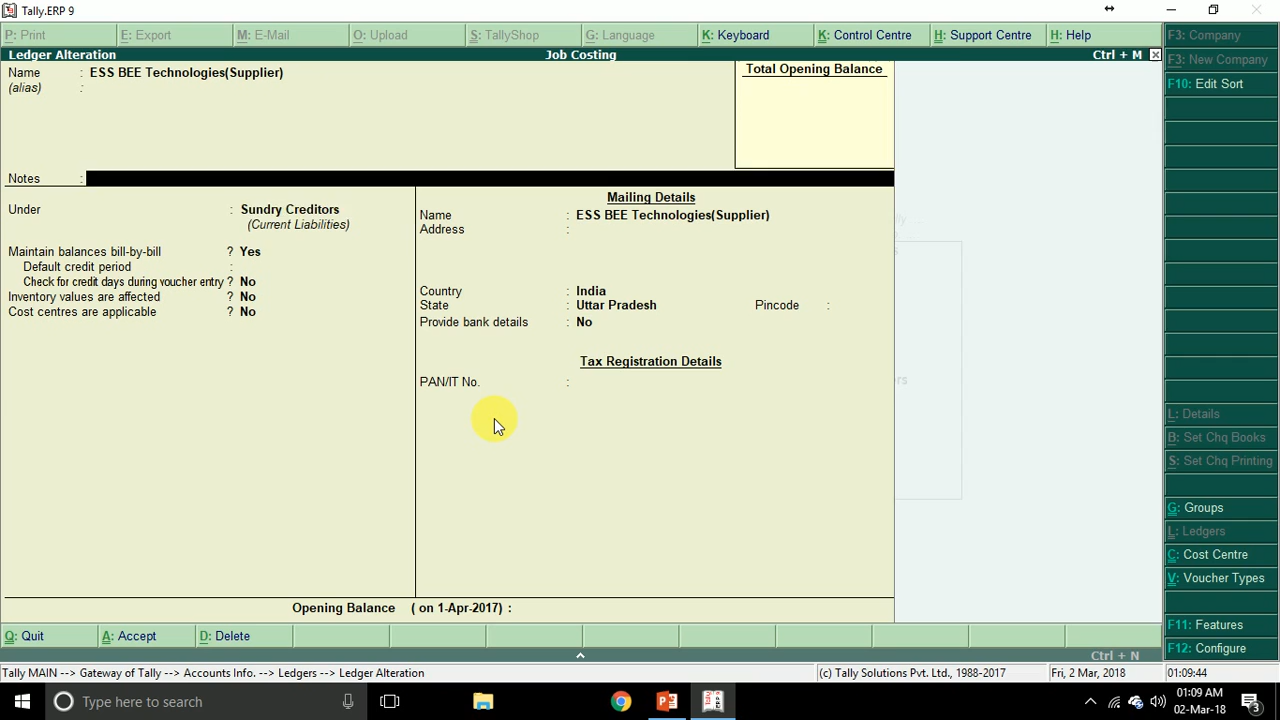 Tally.ERP 9
P: Print E: Export M: E-Mail O: Upload S: TallyShop G: Language K: Keyboard K: Control Centre H: Support Centre H: Help
F3: Company
Ledger Alteration Job Costing Ctrl + M
F3: New Company
Name : ESS BEE Technologies(Supplier)
Total Opening Balance
(alias) :
F10: Edit Sort
Notes :
Mailing Details
Under : Sundry Creditors
(Current Liabilities)
Name : ESS BEE Technologies(Supplier)
Address :
Maintain balances bill-by-bill ? Yes
Default credit period :
Check for credit days during voucher entry ? No
Inventory values are affected ? No
Cost centres are applicable ? No
Country : India
State : Uttar Pradesh Pincode :
Provide bank details : No
Tax Registration Details
PAN/IT No. :
L: Details
B: Set Chq Books
S: Set Chq Printing
G: Groups
L: Ledgers
C: Cost Centre
V: Voucher Types
F11: Features
F12: Configure
Opening Balance ( on 1-Apr-2017) :
Q: Quit A: Accept D: Delete
Ctrl + N
Tally MAIN --> Gateway of Tally --> Accounts Info. --> Ledgers --> Ledger Alteration (c) Tally Solutions Pvt. Ltd., 1988-2017 Fri, 2 Mar, 2018 01:09:44
Type here to search
01:09 AM
02-Mar-18
3